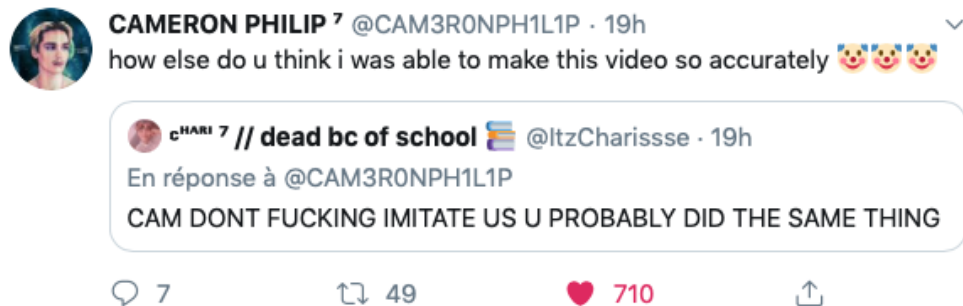 CAMERON PHILIP ⁷ @CAM3R0NPH1L1P · 19h
how else do u think i was able to make this video so accurately 🤡🤡🤡
cᴴᴬᴿᴵ ⁷ // dead bc of school 📚 @ItzCharissse · 19h
En réponse à @CAM3R0NPH1L1P
CAM DONT FUCKING IMITATE US U PROBABLY DID THE SAME THING
7 49 710